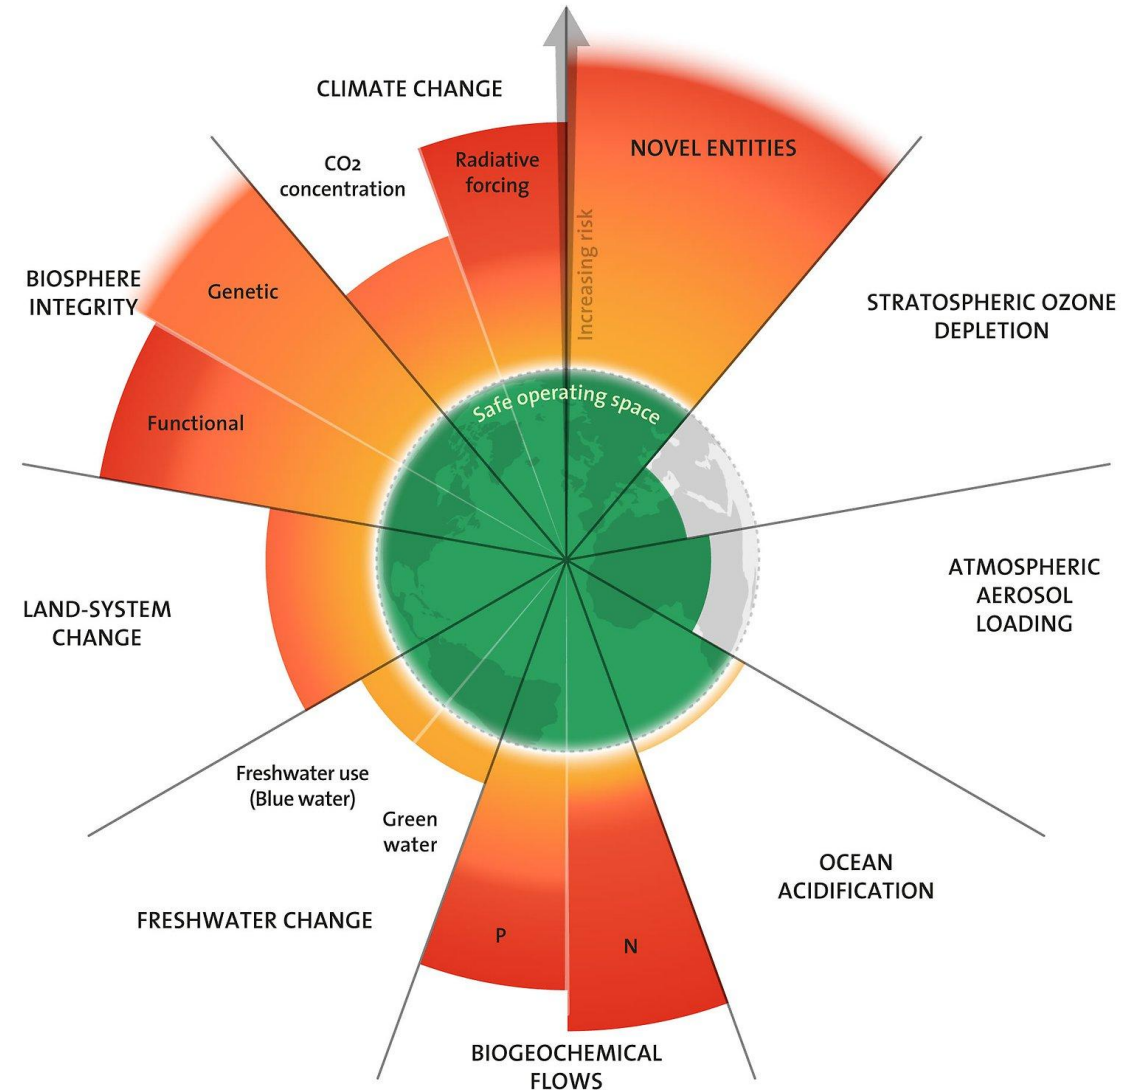 CLIMATE CHANGE
CO2
concentration
Radiative
forcing
NOVEL ENTITIES
Increasing risk
BIOSPHERE
INTEGRITY
Genetic
Functional
STRATOSPHERIC OZONE
DEPLETION
Safe operating space
LAND-SYSTEM
CHANGE
ATMOSPHERIC
AEROSOL
LOADING
Freshwater use
(Blue water)
Green
water
FRESHWATER CHANGE
OCEAN
ACIDIFICATION
P
N
BIOGEOCHEMICAL
FLOWS